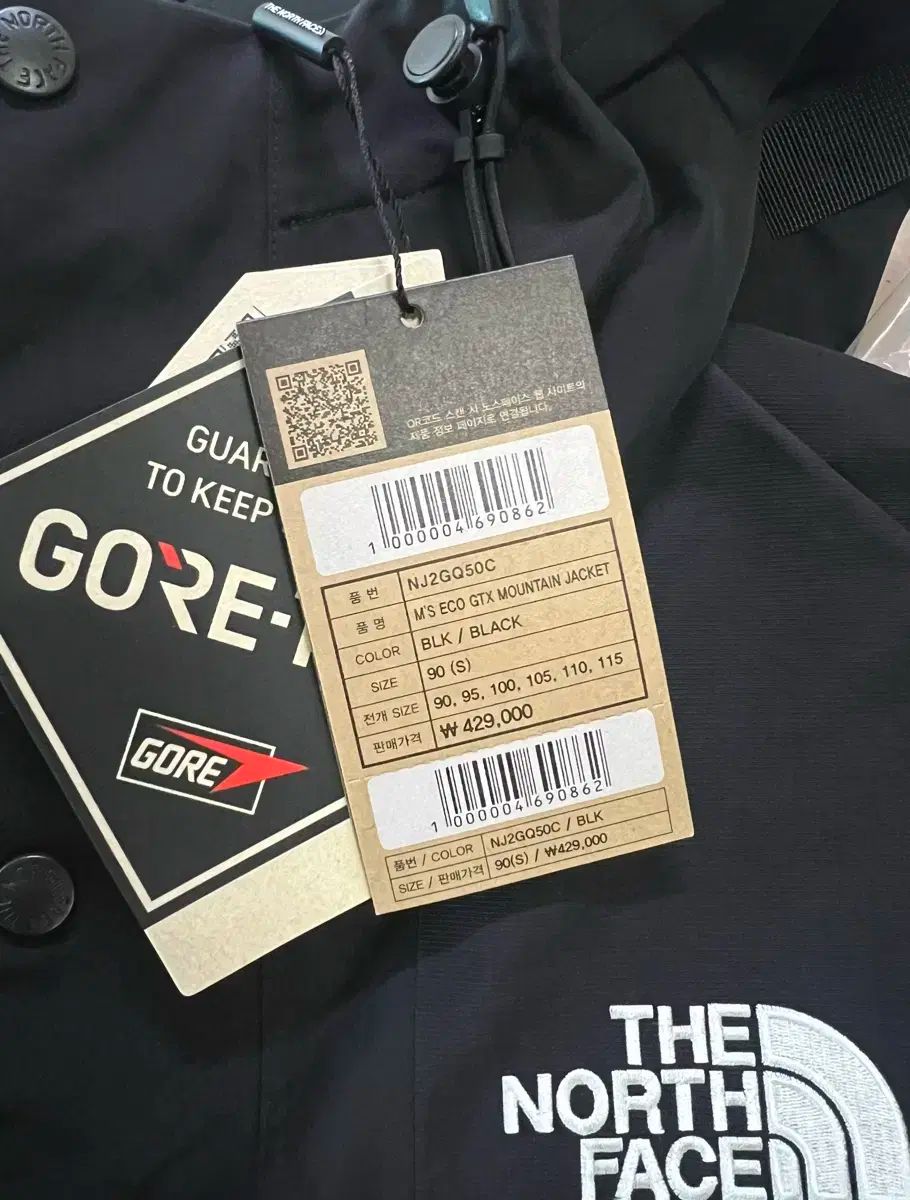 THE NORTH FACE
THE NORTH FACE
GUAR
TO KEEP
GORE-
GORE
QR코드 스캔 시 노스페이스 웹 사이트의
제품 정보 페이지로 연결됩니다.
1 000004 690862
품 번 NJ2GQ50C
품 명 M'S ECO GTX MOUNTAIN JACKET
COLOR BLK / BLACK
SIZE 90 (S)
전개 SIZE 90, 95, 100, 105, 110, 115
판매가격 ₩ 429,000
1 000004 690862
품번 / COLOR NJ2GQ50C / BLK
SIZE / 판매가격 90(S) / ₩429,000
THE
NORTH
FACE